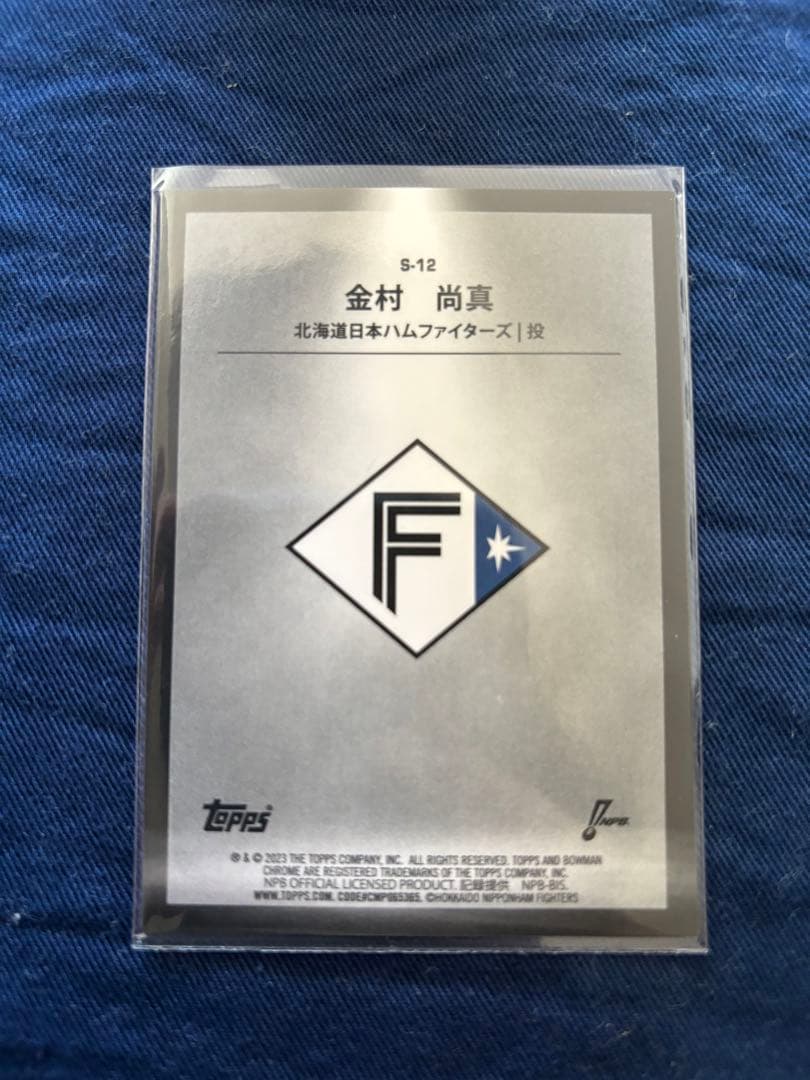 S-12
金村　尚真
北海道日本ハムファイターズ | 投
F
Topps®
NPB
® & © 2023 THE TOPPS COMPANY, INC. ALL RIGHTS RESERVED. TOPPS AND BOWMAN
CHROME ARE REGISTERED TRADEMARKS OF THE TOPPS COMPANY, INC.
NPB OFFICIAL LICENSED PRODUCT. 記録提供　NPB-BIS.
WWW.TOPPS.COM. CODE#CMP065365. ©HOKKAIDO NIPPONHAM FIGHTERS